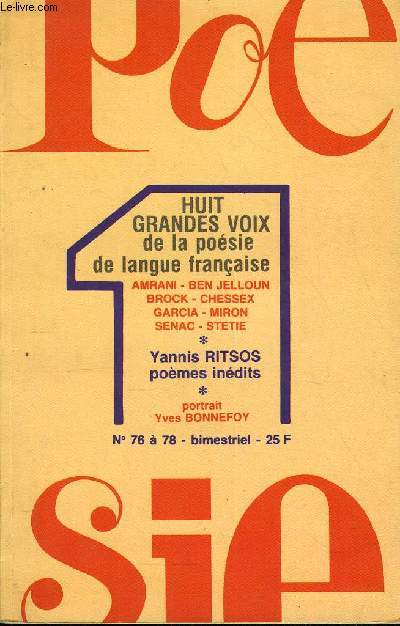 Le-livre.com
Poe
1
HUIT
GRANDES VOIX
de la poésie
de langue française
AMRANI - BEN JELLOUN
BROCK - CHESSEX
GARCIA - MIRON
SENAC - STETIE
*
Yannis RITSOS
poèmes inédits
*
portrait
Yves BONNEFOY
N° 76 à 78 - bimestriel - 25 F
sie